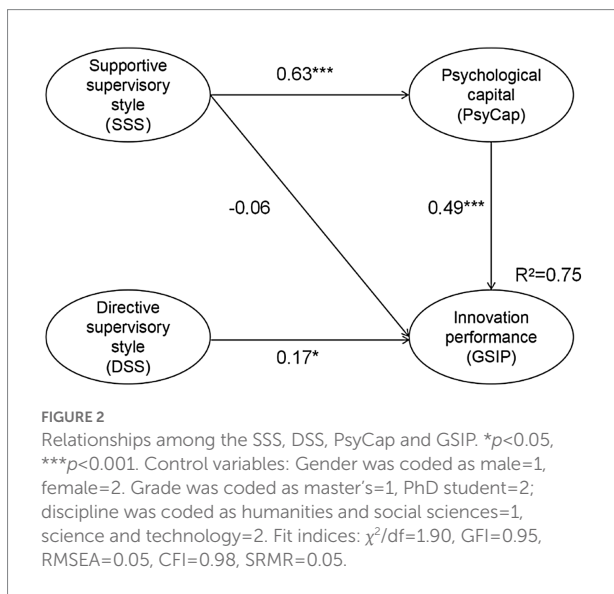 Supportive
supervisory
style
(SSS)
0.63***
Psychological
capital
(PsyCap)
-0.06
0.49***
R²=0.75
Directive
supervisory
style
(DSS)
0.17*
Innovation
performance
(GSIP)
FIGURE 2
Relationships among the SSS, DSS, PsyCap and GSIP. *p<0.05,
***p<0.001. Control variables: Gender was coded as male=1,
female=2. Grade was coded as master's=1, PhD student=2;
discipline was coded as humanities and social sciences=1,
science and technology=2. Fit indices: χ²/df=1.90, GFI=0.95,
RMSEA=0.05, CFI=0.98, SRMR=0.05.